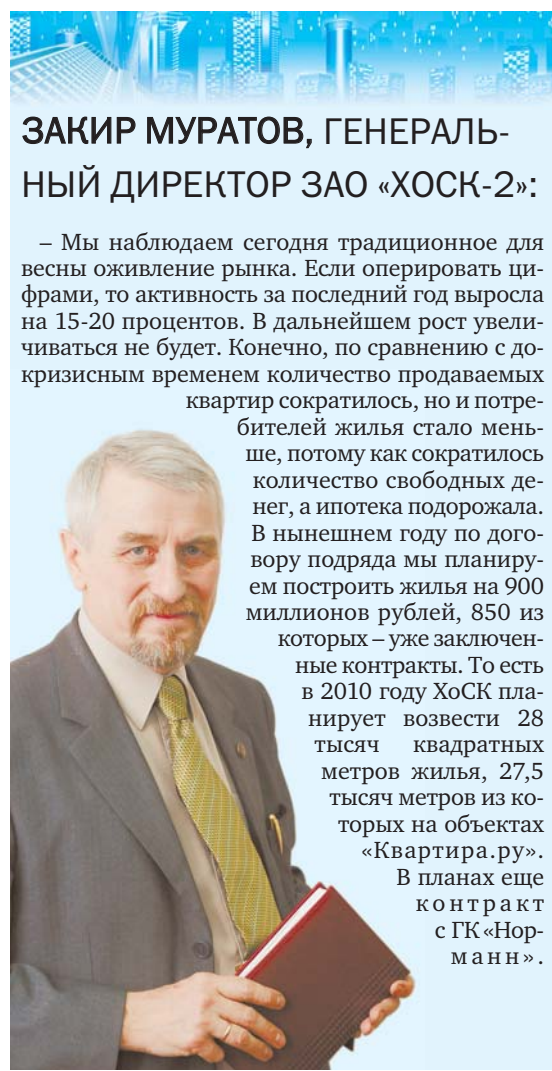 ЗАКИР МУРАТОВ, ГЕНЕРАЛЬ-
НЫЙ ДИРЕКТОР ЗАО «ХОСК-2»:
– Мы наблюдаем сегодня традиционное для
весны оживление рынка. Если оперировать ци-
фрами, то активность за последний год выросла
на 15-20 процентов. В дальнейшем рост увели-
чиваться не будет. Конечно, по сравнению с до-
кризисным временем количество продаваемых
квартир сократилось, но и потре-
бителей жилья стало мень-
ше, потому как сократилось
количество свободных де-
нег, а ипотека подорожала.
В нынешнем году по дого-
вору подряда мы планиру-
ем построить жилья на 900
миллионов рублей, 850 из
которых – уже заключен-
ные контракты. То есть
в 2010 году ХоСК пла-
нирует возвести 28
тысяч квадратных
метров жилья, 27,5
тысяч метров из ко-
торых на объектах
«Квартира.ру».
В планах еще
контракт
с ГК «Нор-
манн».